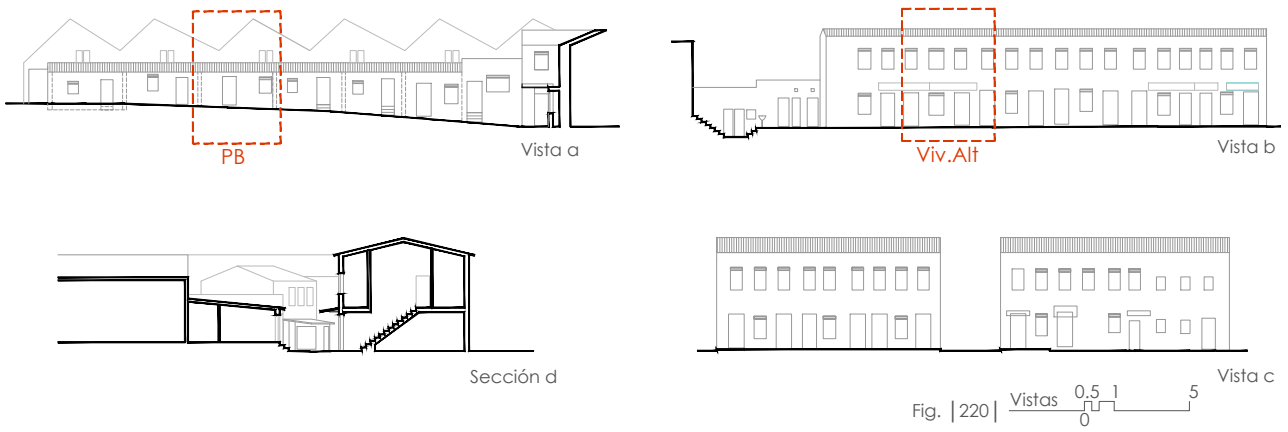 PB
Vista a
Viv.Alt
Vista b
Sección d
Vista c
Fig. |220| Vistas 0 0.5 1 5